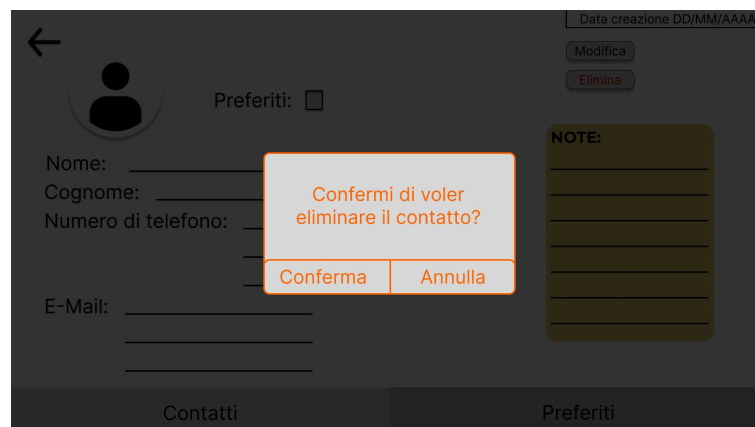 Data creazione DD/MM/AAAA
Modifica
Elimina
Preferiti:
NOTE:
Nome:
Cognome:
Numero di telefono:
Confermi di voler
eliminare il contatto?
Conferma
Annulla
E-Mail:
Contatti
Preferiti